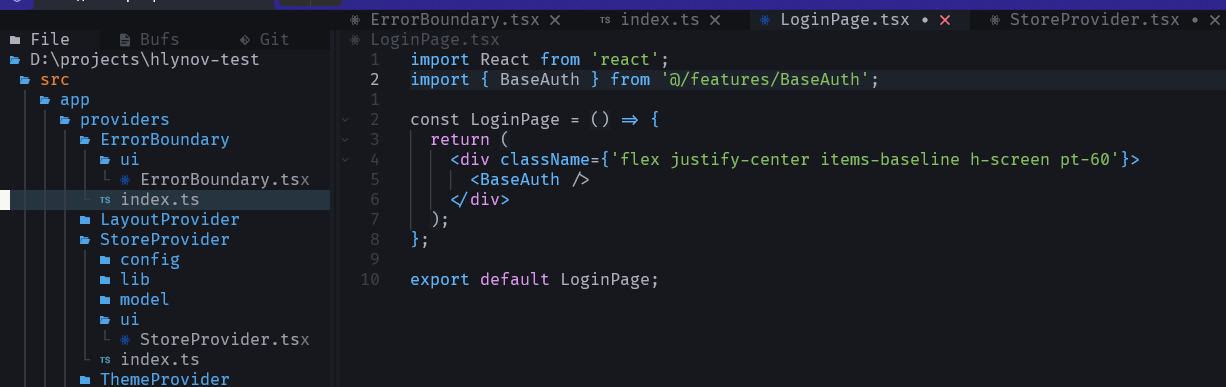 ErrorBoundary.tsx ✕ TS index.ts ✕ LoginPage.tsx ● ✕ StoreProvider.tsx ● ✕
File Bufs Git
D:\projects\hlynov-test
src
app
providers
ErrorBoundary
ui
ErrorBoundary.tsx
TS index.ts
LayoutProvider
StoreProvider
config
lib
model
ui
StoreProvider.tsx
TS index.ts
ThemeProvider
LoginPage.tsx
1 import React from 'react';
2 import { BaseAuth } from '@/features/BaseAuth';
1
2 const LoginPage = () => {
3 return (
4 <div className={'flex justify-center items-baseline h-screen pt-60'}>
5 <BaseAuth />
6 </div>
7 );
8 };
9
10 export default LoginPage;